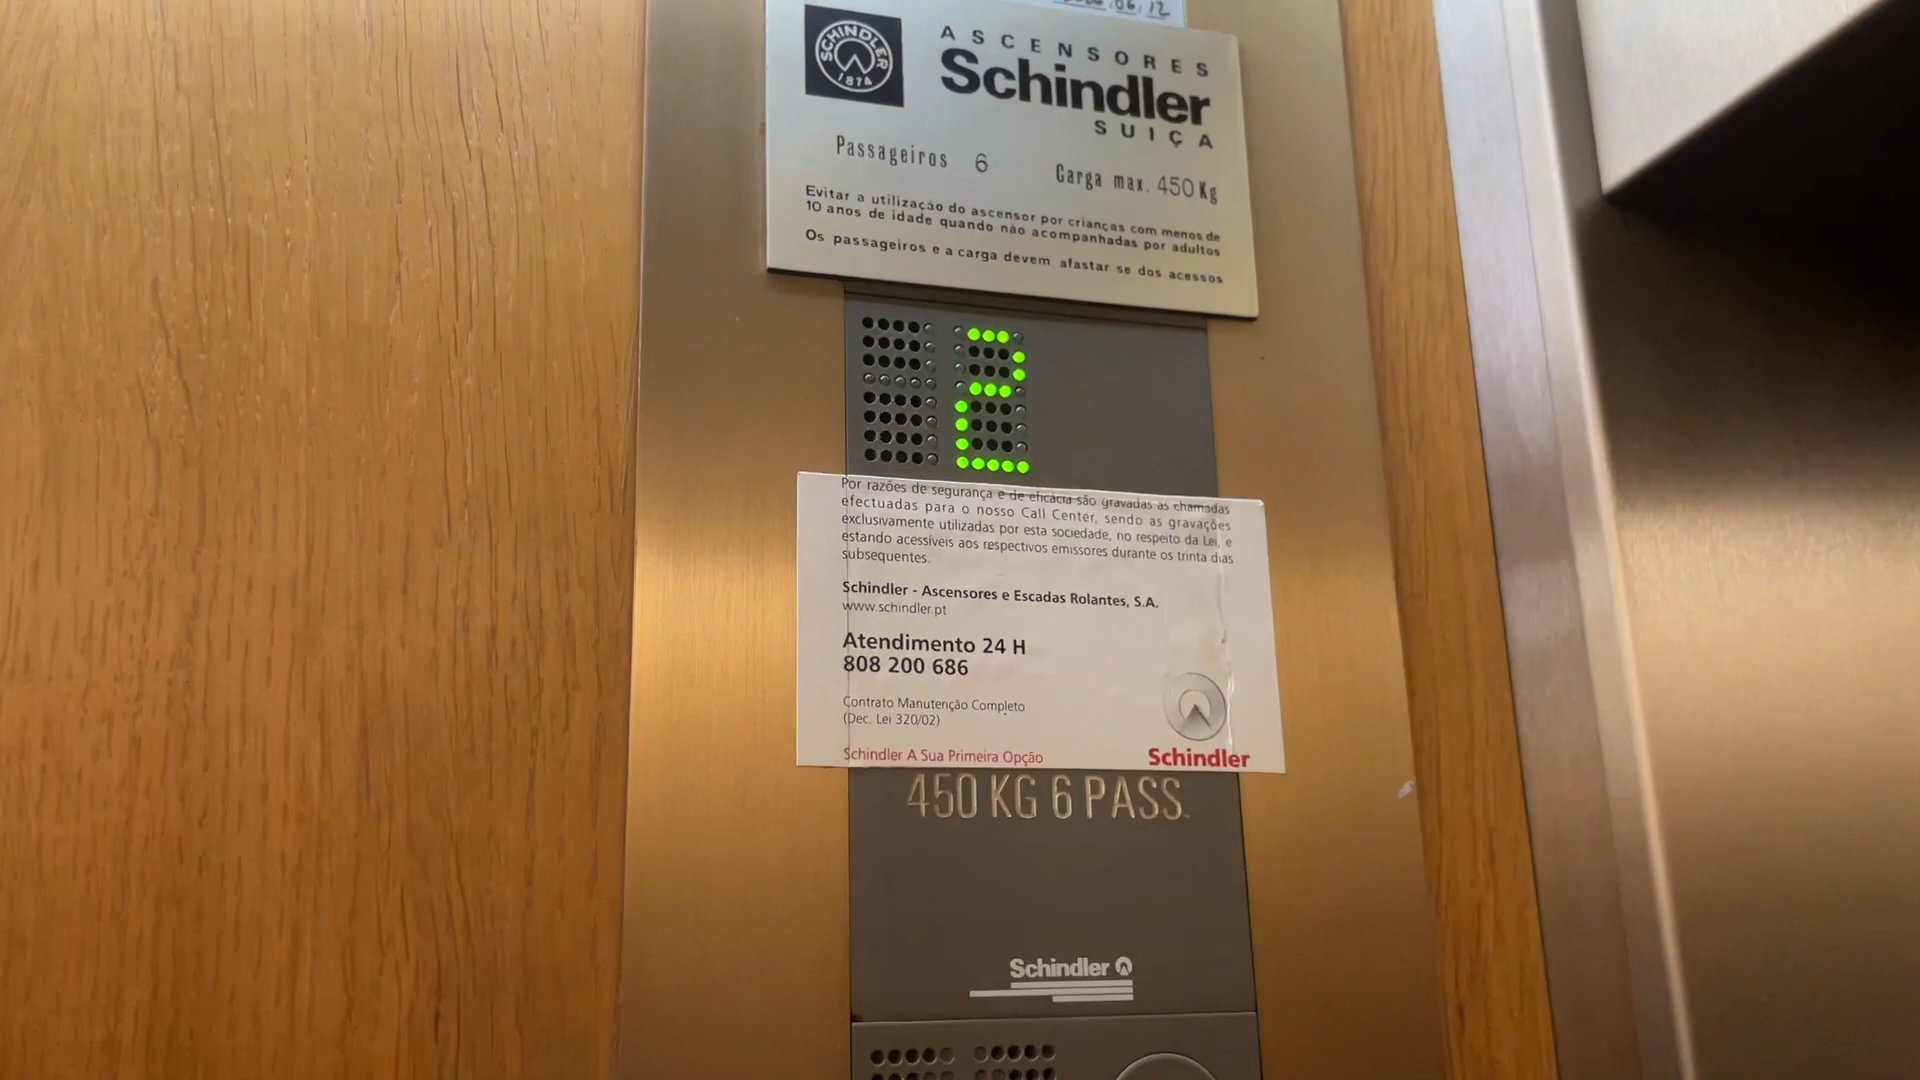 06.12
SCHINDLER
1874
ASCENSORES
Schindler
SUIÇA
Passageiros 6 Carga max. 450 Kg
Evitar a utilização do ascensor por crianças com menos de
10 anos de idade quando não acompanhadas por adultos
Os passageiros e a carga devem afastar se dos acessos
2
Por razões de segurança e de eficácia são gravadas as chamadas
efectuadas para o nosso Call Center, sendo as gravações
exclusivamente utilizadas por esta sociedade, no respeito da Lei, e
estando acessíveis aos respectivos emissores durante os trinta dias
subsequentes.
Schindler - Ascensores e Escadas Rolantes, S.A.
www.schindler.pt
Atendimento 24 H
808 200 686
Contrato Manutenção Completo
(Dec. Lei 320/02)
Schindler A Sua Primeira Opção
Schindler
450 KG 6 PASS.
Schindler